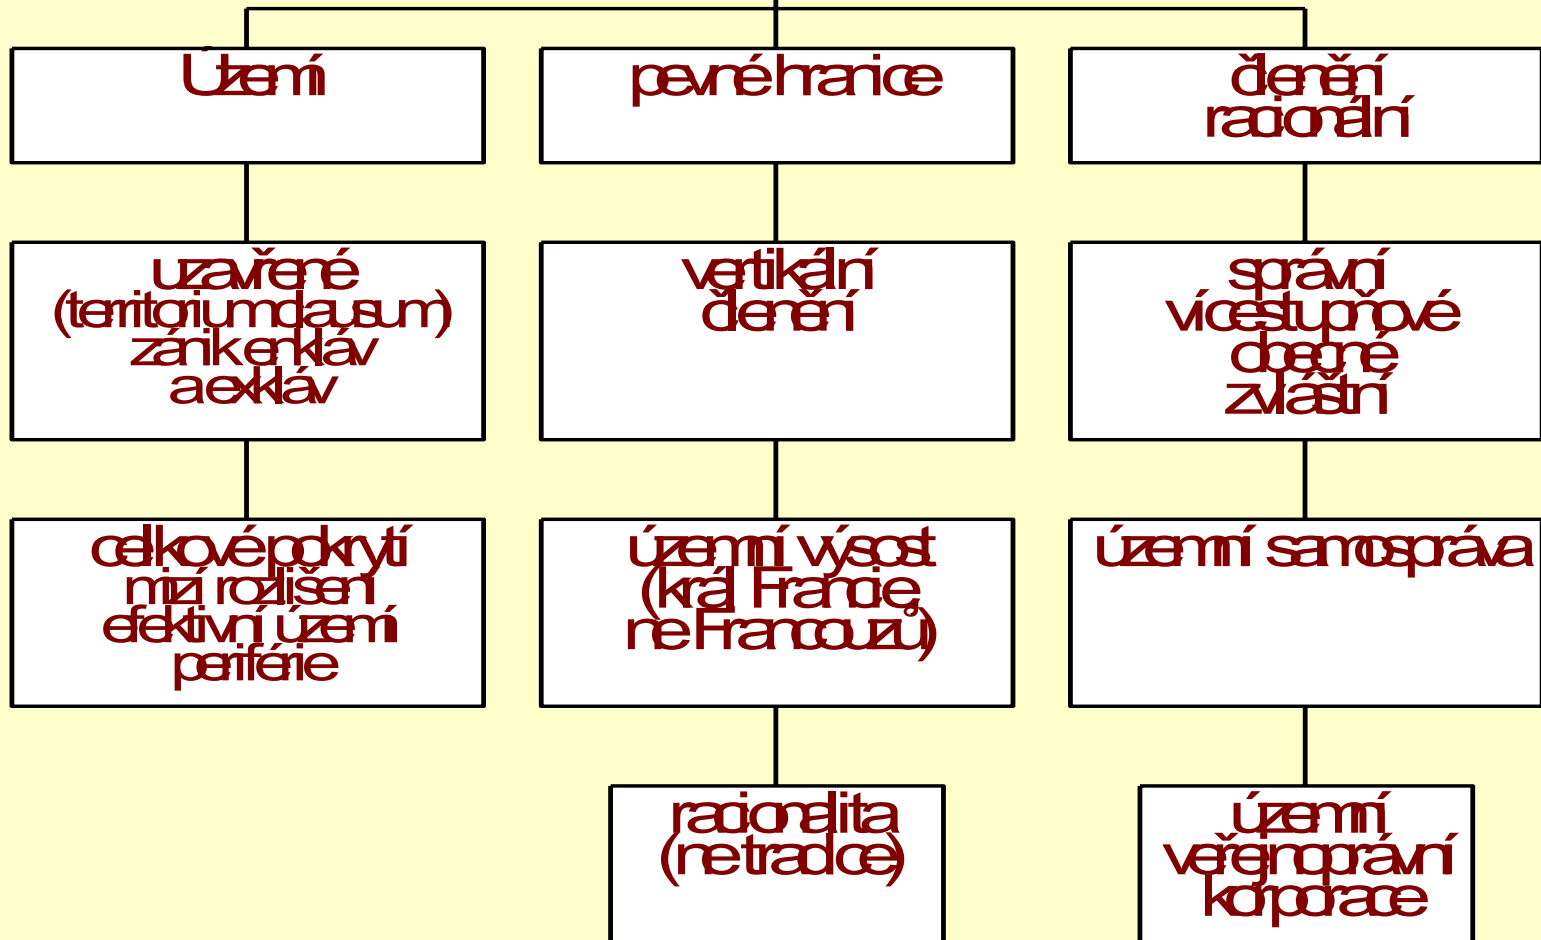 Území
pevné hranice
členění
racionální
uzavřené
(territorium clausum)
zánik enkláv
a exkláv
vertikální
členění
správní
vícestupňové
obecné
zvláštní
celkové pokrytí
mizí rozlišení
efektivní území
periférie
územní výsost
(král Francie,
ne Francouzů)
územní samospráva
racionalita
(ne tradce)
územní
veřejnoprávní
korporace